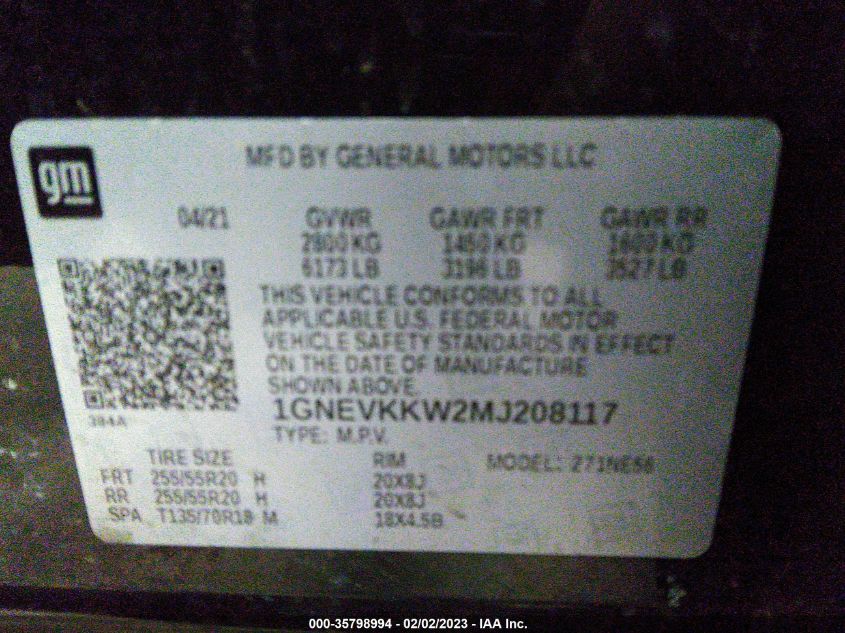 gm
MFD BY GENERAL MOTORS LLC
04/21 GVWR GAWR FRT GAWR RR
2800 KG 1450 KG 1600 KG
6173 LB 3196 LB 3527 LB
THIS VEHICLE CONFORMS TO ALL
APPLICABLE U.S. FEDERAL MOTOR
VEHICLE SAFETY STANDARDS IN EFFECT
ON THE DATE OF MANUFACTURE
SHOWN ABOVE.
1GNEVKKW2MJ208117
384A
TYPE: M.P.V.
TIRE SIZE RIM MODEL: 271NE56
FRT 255/55R20 H 20X8J
RR 255/55R20 H 20X8J
SPA T135/70R18 M 18X4.5B
000-35798994 - 02/02/2023 - IAA Inc.